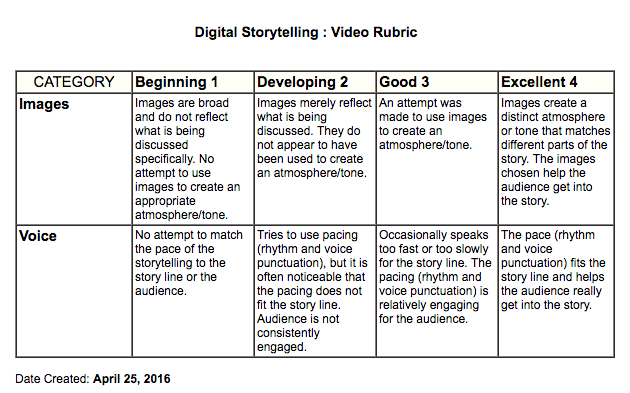 Digital Storytelling : Video Rubric
CATEGORY
Beginning 1
Developing 2
Good 3
Excellent 4
Images
Images are broad
and do not reflect
what is being
discussed
specifically. No
attempt to use
images to create an
appropriate
atmosphere/tone.
Images merely reflect
what is being
discussed. They do
not appear to have
been used to create
an atmosphere/tone.
An attempt was
made to use images
to create an
atmosphere/tone.
Images create a
distinct atmosphere
or tone that matches
different parts of the
story. The images
chosen help the
audience get into
the story.
Voice
No attempt to match
the pace of the
storytelling to the
story line or the
audience.
Tries to use pacing
(rhythm and voice
punctuation), but it is
often noticeable that
the pacing does not
fit the story line.
Audience is not
consistently
engaged.
Occasionally speaks
too fast or too slowly
for the story line. The
pacing (rhythm and
voice punctuation) is
relatively engaging
for the audience.
The pace (rhythm
and voice
punctuation) fits the
story line and helps
the audience really
get into the story.
Date Created: April 25, 2016